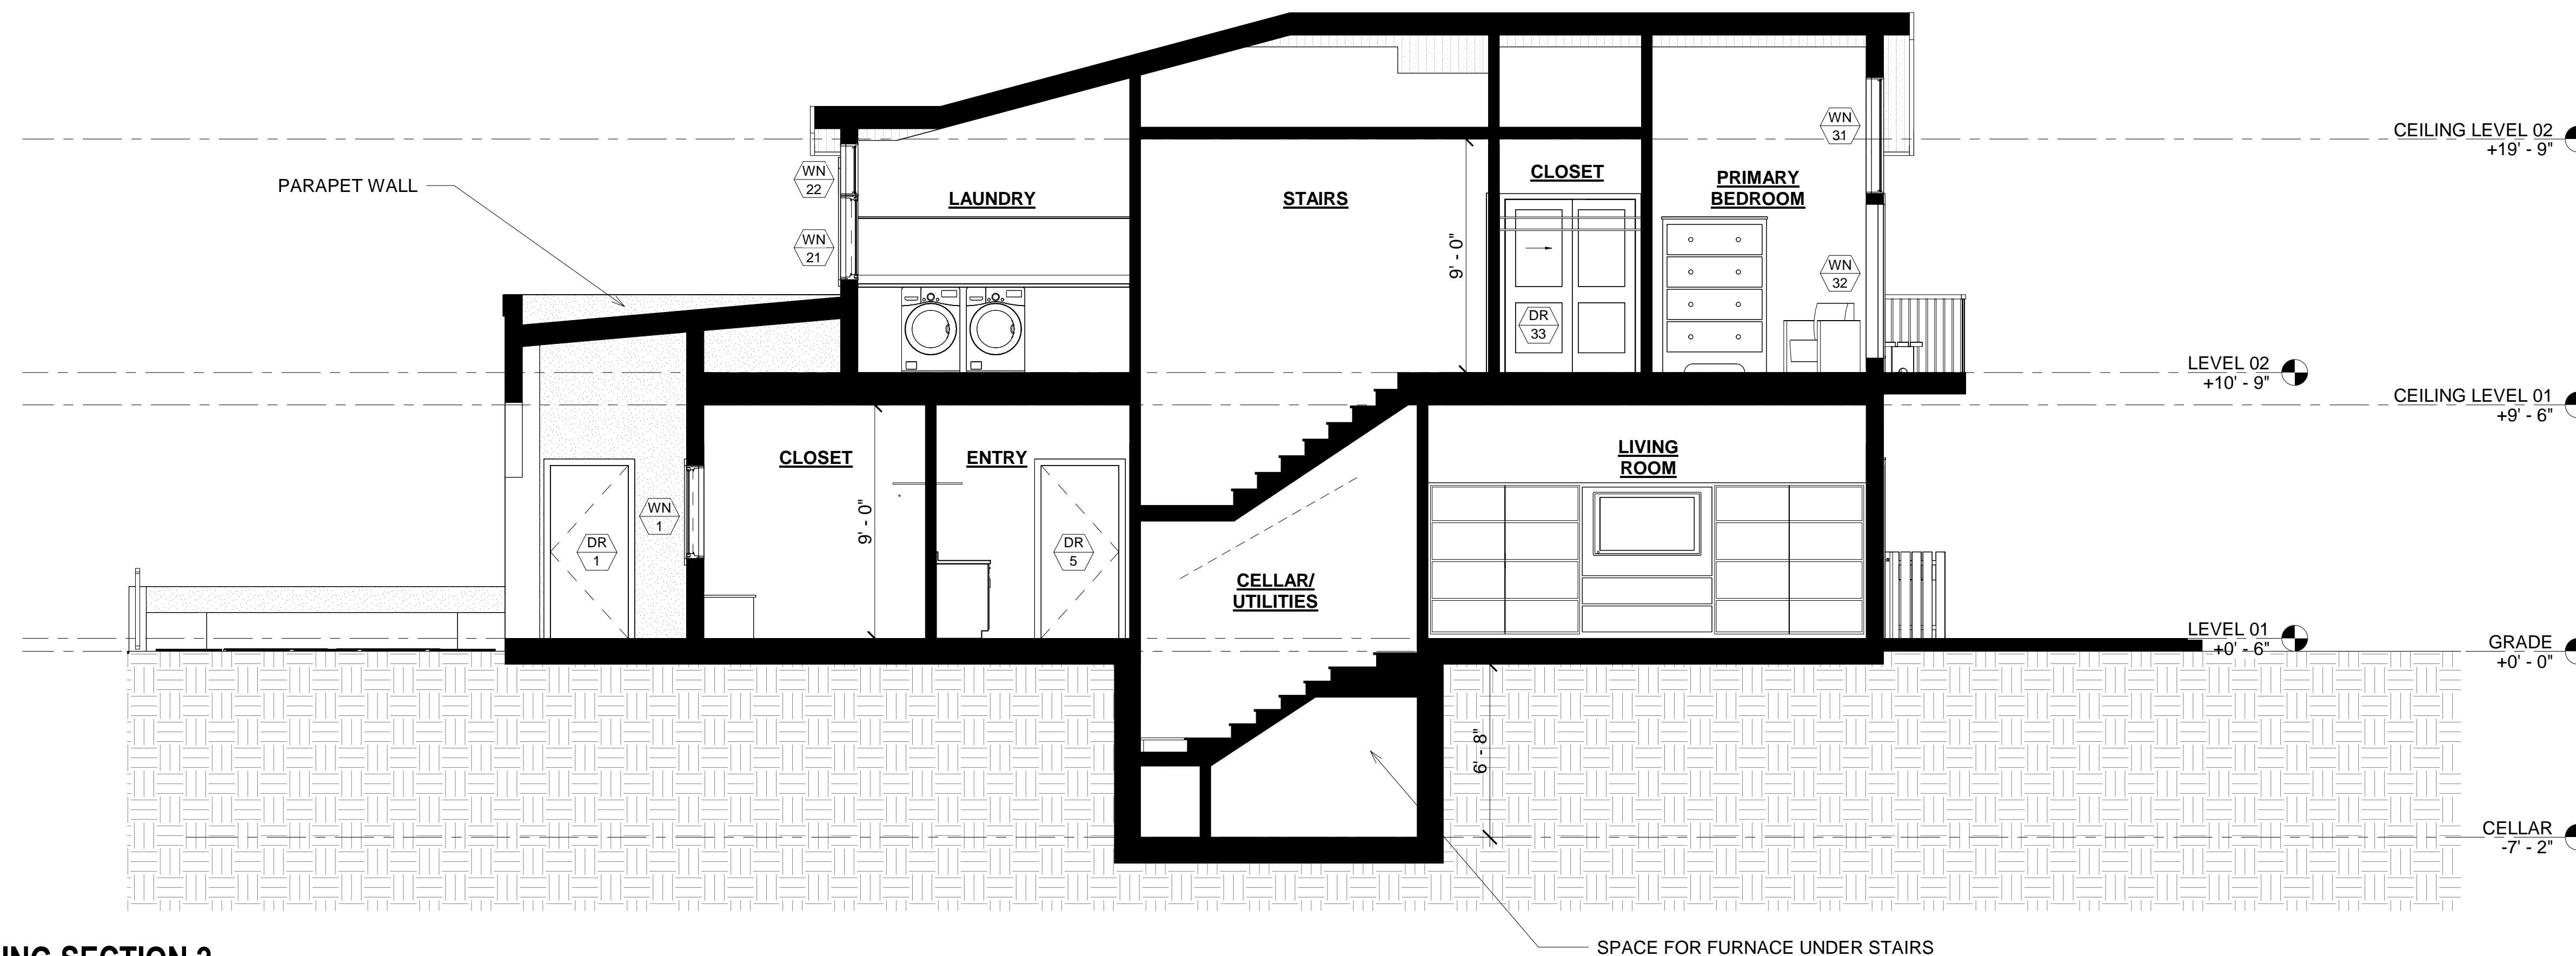 CEILING LEVEL 02
+19' - 9"
WN
31
PARAPET WALL
WN
22
LAUNDRY
STAIRS
CLOSET
PRIMARY
BEDROOM
WN
21
9' - 0"
WN
32
DR
33
LEVEL 02
+10' - 9"
CEILING LEVEL 01
+9' - 6"
CLOSET
ENTRY
LIVING
ROOM
WN
1
9' - 0"
DR
1
DR
5
CELLAR/
UTILITIES
LEVEL 01
+0' - 6"
GRADE
+0' - 0"
6' - 8"
CELLAR
-7' - 2"
SPACE FOR FURNACE UNDER STAIRS